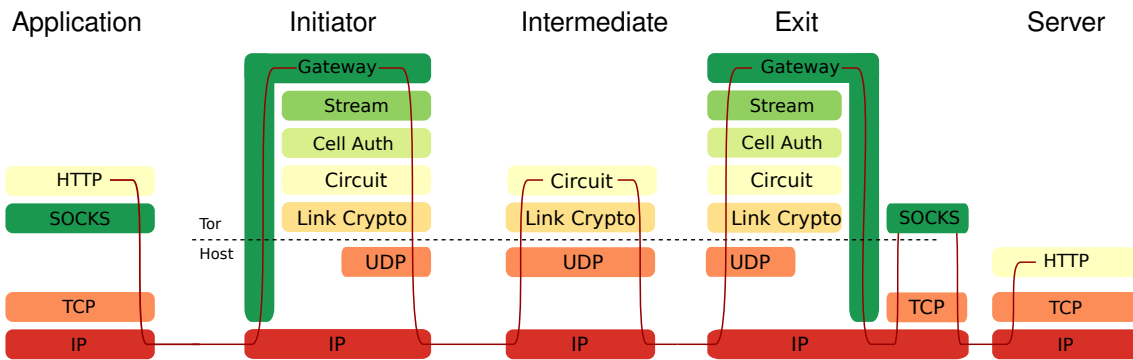 Application Initiator Intermediate Exit Server
Gateway Gateway
Stream Stream
Cell Auth Cell Auth
HTTP Circuit Circuit Circuit
SOCKS Link Crypto Link Crypto Link Crypto SOCKS
Tor
Host
UDP UDP UDP HTTP
TCP TCP TCP
IP IP IP IP IP